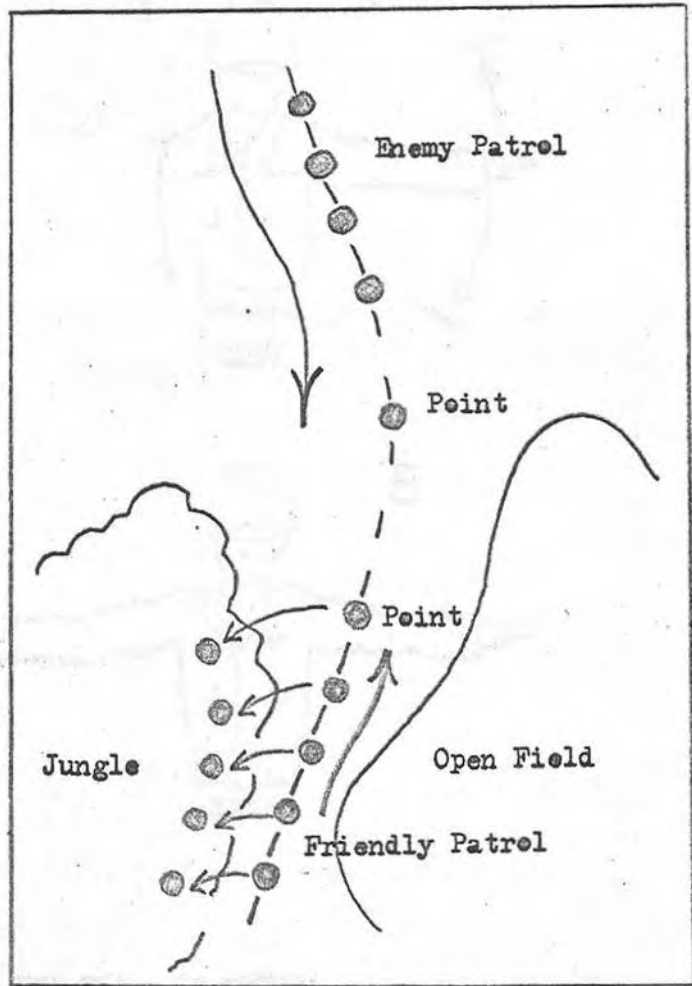 Enemy Patrol
Point
Point
Jungle
Open Field
Friendly Patrol